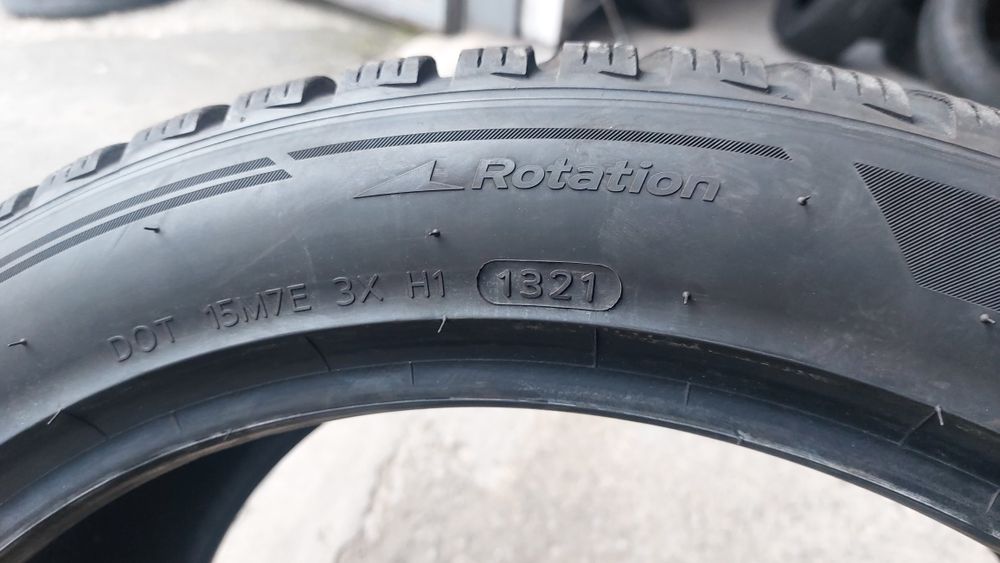 Rotation
DOT 15M7E 3X H1 1321